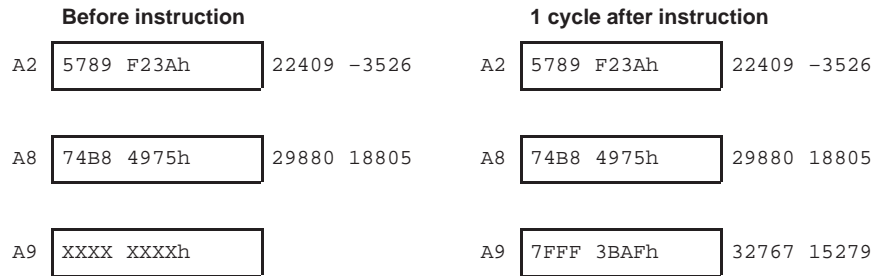 Before instruction 1 cycle after instruction
A2 5789 F23Ah 22409 −3526 A2 5789 F23Ah 22409 −3526
A8 74B8 4975h 29880 18805 A8 74B8 4975h 29880 18805
A9 XXXX XXXXh A9 7FFF 3BAFh 32767 15279